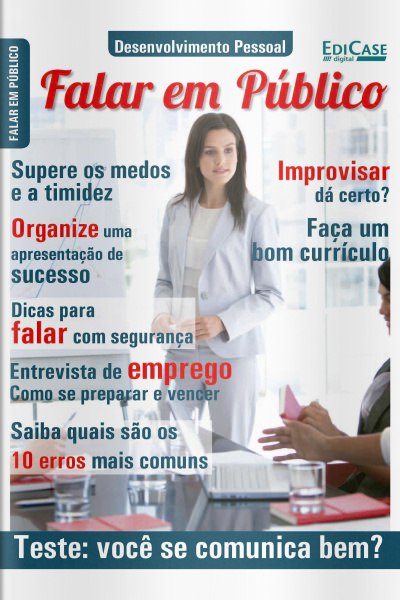 FALAR EM PÚBLICO
Desenvolvimento Pessoal
EDICASE
digital
Falar em Público
Supere os medos
e a timidez
Organize uma
apresentação de
sucesso
Dicas para
falar com segurança
Entrevista de emprego
Como se preparar e vencer
Saiba quais são os
10 erros mais comuns
Improvisar
dá certo?
Faça um
bom currículo
Teste: você se comunica bem?